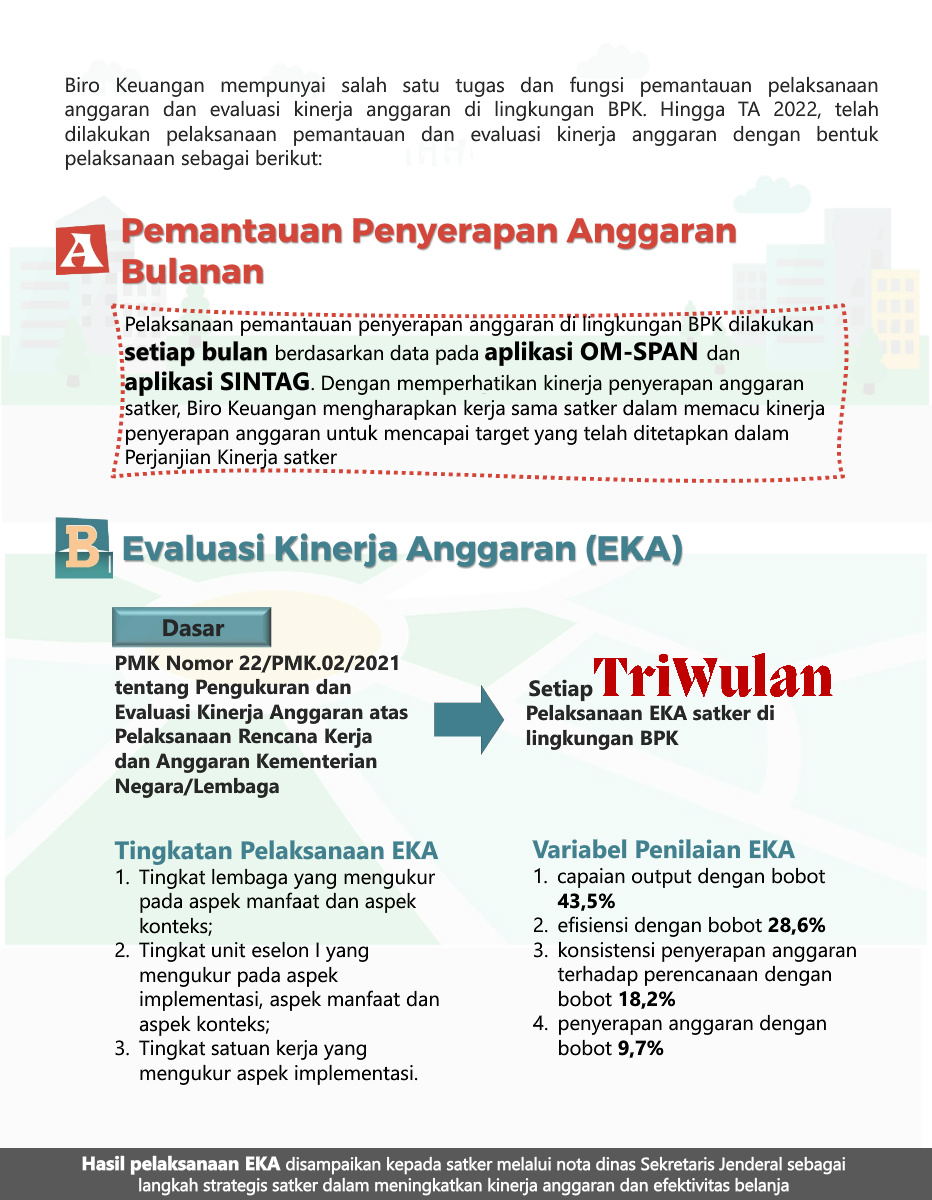 Biro Keuangan mempunyai salah satu tugas dan fungsi pemantauan pelaksanaan
anggaran dan evaluasi kinerja anggaran di lingkungan BPK. Hingga TA 2022, telah
dilakukan pelaksanaan pemantauan dan evaluasi kinerja anggaran dengan bentuk
pelaksanaan sebagai berikut:
A
Pemantauan Penyerapan Anggaran
Bulanan
Pelaksanaan pemantauan penyerapan anggaran di lingkungan BPK dilakukan
setiap bulan berdasarkan data pada aplikasi OM-SPAN dan
aplikasi SINTAG. Dengan memperhatikan kinerja penyerapan anggaran
satker, Biro Keuangan mengharapkan kerja sama satker dalam memacu kinerja
penyerapan anggaran untuk mencapai target yang telah ditetapkan dalam
Perjanjian Kinerja satker
B
Evaluasi Kinerja Anggaran (EKA)
Dasar
PMK Nomor 22/PMK.02/2021
tentang Pengukuran dan
Evaluasi Kinerja Anggaran atas
Pelaksanaan Rencana Kerja
dan Anggaran Kementerian
Negara/Lembaga
Setiap TriWulan
Pelaksanaan EKA satker di
lingkungan BPK
Tingkatan Pelaksanaan EKA
1. Tingkat lembaga yang mengukur
pada aspek manfaat dan aspek
konteks;
2. Tingkat unit eselon I yang
mengukur pada aspek
implementasi, aspek manfaat dan
aspek konteks;
3. Tingkat satuan kerja yang
mengukur aspek implementasi.
Variabel Penilaian EKA
1. capaian output dengan bobot
43,5%
2. efisiensi dengan bobot 28,6%
3. konsistensi penyerapan anggaran
terhadap perencanaan dengan
bobot 18,2%
4. penyerapan anggaran dengan
bobot 9,7%
Hasil pelaksanaan EKA disampaikan kepada satker melalui nota dinas Sekretaris Jenderal sebagai
langkah strategis satker dalam meningkatkan kinerja anggaran dan efektivitas belanja